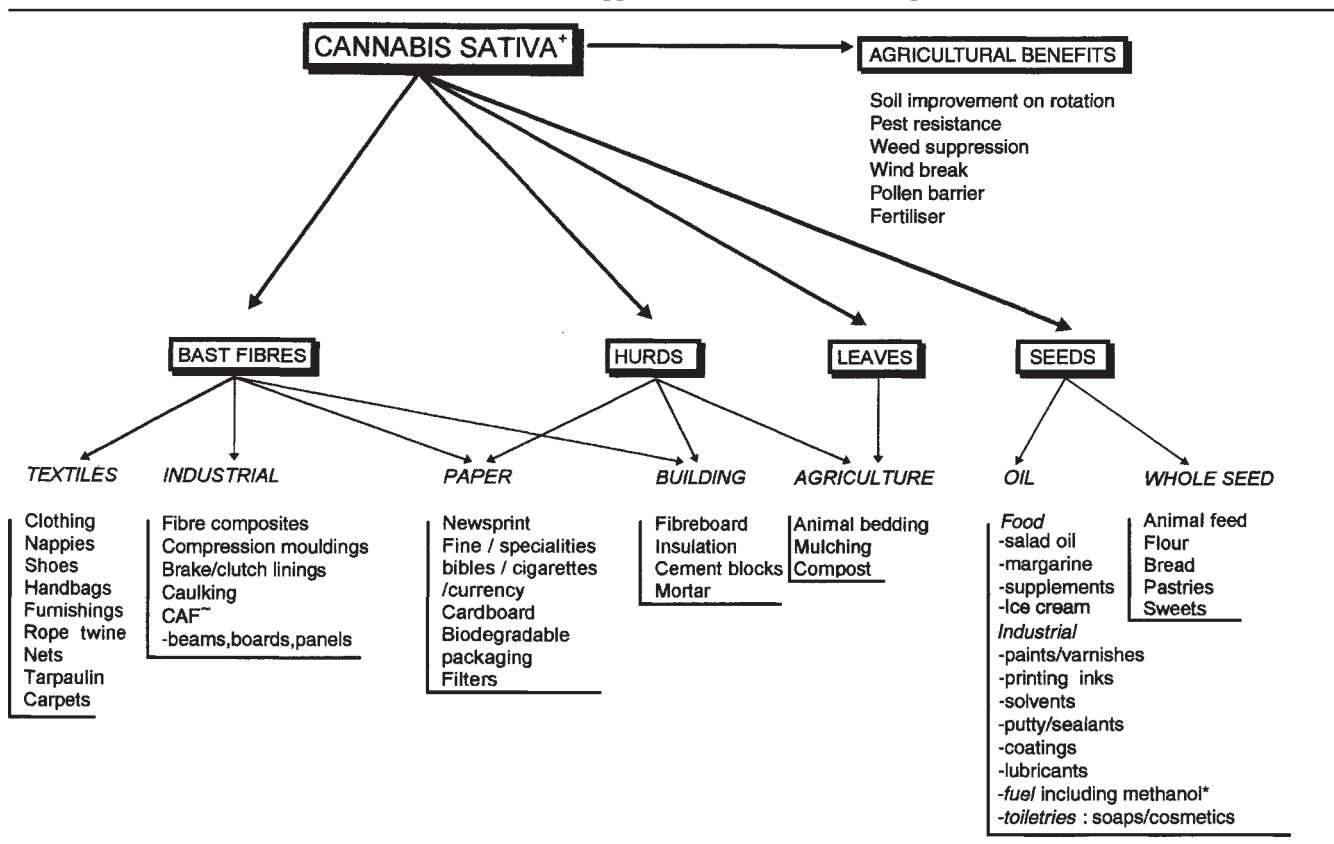 CANNABIS SATIVA+
AGRICULTURAL BENEFITS
Soil improvement on rotation
Pest resistance
Weed suppression
Wind break
Pollen barrier
Fertiliser
BAST FIBRES
HURDS
LEAVES
SEEDS
TEXTILES
Clothing
Nappies
Shoes
Handbags
Furnishings
Rope twine
Nets
Tarpaulin
Carpets
INDUSTRIAL
Fibre composites
Compression mouldings
Brake/clutch linings
Caulking
CAF~
-beams,boards,panels
PAPER
Newsprint
Fine / specialities
bibles / cigarettes
/currency
Cardboard
Biodegradable
packaging
Filters
BUILDING
Fibreboard
Insulation
Cement blocks
Mortar
AGRICULTURE
Animal bedding
Mulching
Compost
OIL
Food
-salad oil
-margarine
-supplements
-Ice cream
Industrial
-paints/varnishes
-printing inks
-solvents
-putty/sealants
-coatings
-lubricants
-fuel including methanol*
-toiletries : soaps/cosmetics
WHOLE SEED
Animal feed
Flour
Bread
Pastries
Sweets